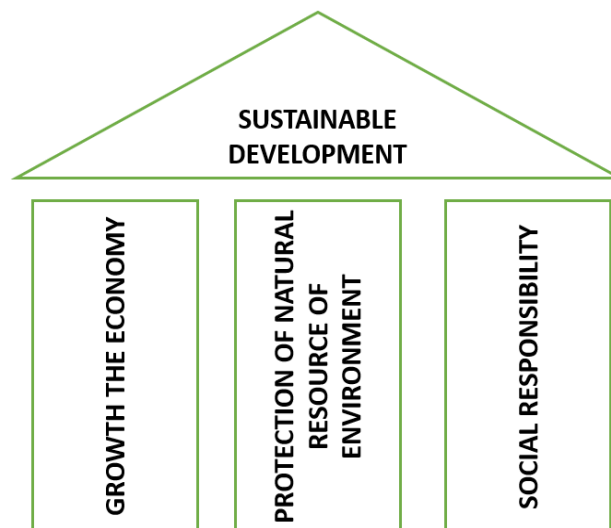 SUSTAINABLE
DEVELOPMENT
GROWTH THE ECONOMY
PROTECTION OF NATURAL
RESOURCE OF
ENVIRONMENT
SOCIAL RESPONSIBILITY